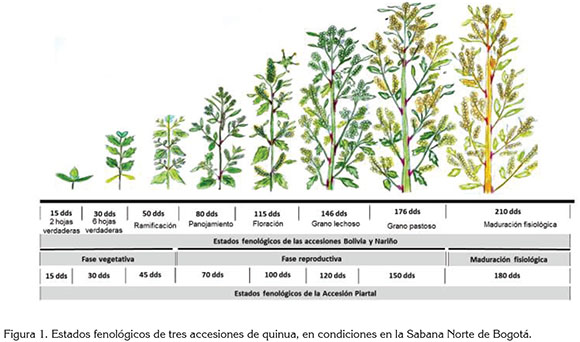 15 dds 30 dds 50 dds 80 dds 115 dds 146 dds 176 dds 210 dds
2 hojas verdaderas 6 hojas verdaderas Ramificación Panojamiento Floración Grano lechoso Grano pastoso Maduración fisiológica
Estados fenológicos de las accesiones Bolivia y Nariño
Fase vegetativa Fase reproductiva Maduración fisiológica
15 dds 30 dds 45 dds 70 dds 100 dds 120 dds 150 dds 180 dds
Estados fenológicos de la Accesión Piartal
Figura 1. Estados fenológicos de tres accesiones de quinua, en condiciones en la Sabana Norte de Bogotá.